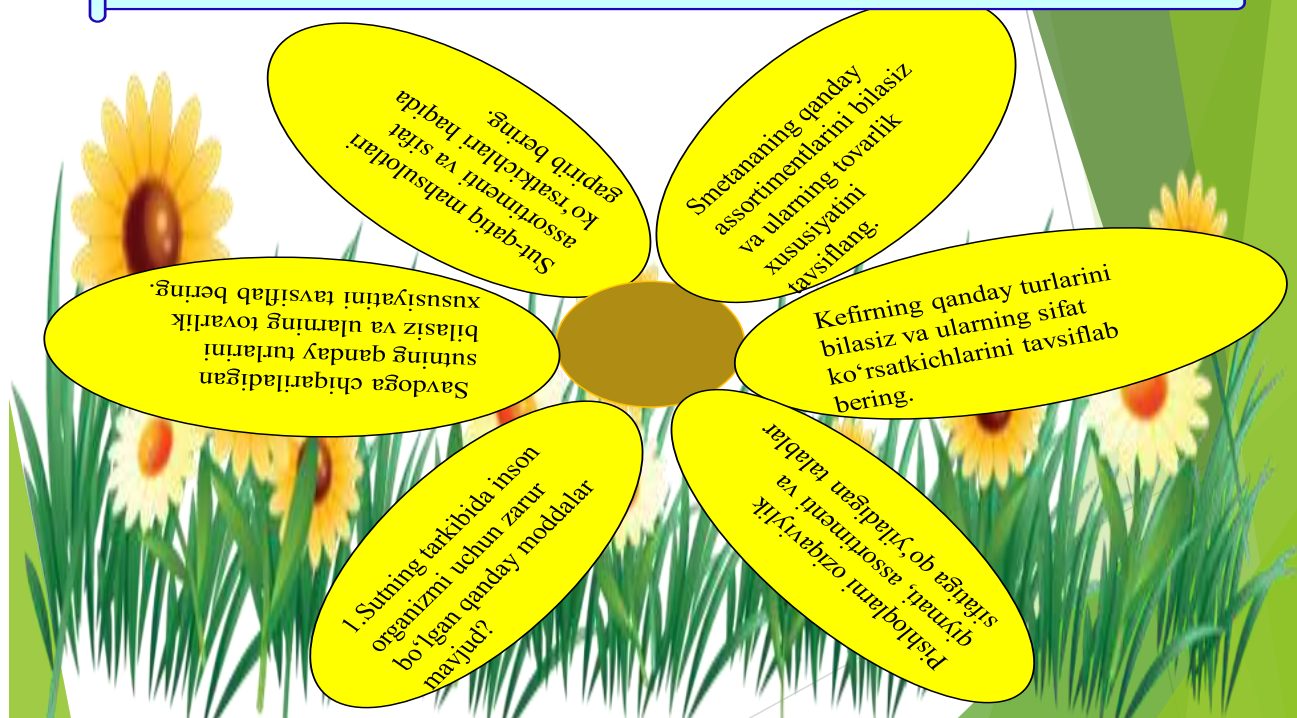 Sut-qatiq mahsulotlari
assortimenti va sifat
ko‘rsatkichlari haqida
gapirib bering.
Smetananing qanday
assortimentlarini bilasiz
va ularning tovarlik
xususiyatini
tavsiflang.
Savdoga chiqariladigan
sutning qanday turlarini
bilasiz va ularning tovarlik
xususiyatini tavsiflab bering.
Kefirning qanday turlarini
bilasiz va ularning sifat
ko‘rsatkichlarini tavsiflab
bering.
1.Sutning tarkibida inson
organizmi uchun zarur
bo‘lgan qanday moddalar
mavjud?
Pishloqlarni oziqaviylik
qiymati, assortimenti va
sifatiga qo‘yiladigan talablar